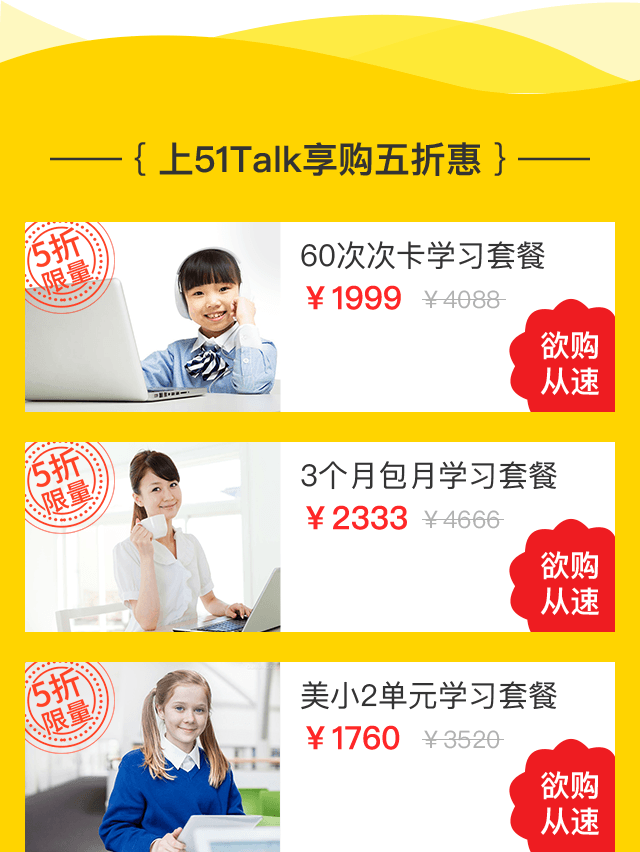 { 上51Talk享购五折惠 }
5折
限量
60次次卡学习套餐
￥1999 ￥4088
欲购
从速
5折
限量
3个月包月学习套餐
￥2333 ￥4666
欲购
从速
5折
限量
美小2单元学习套餐
￥1760 ￥3520
欲购
从速